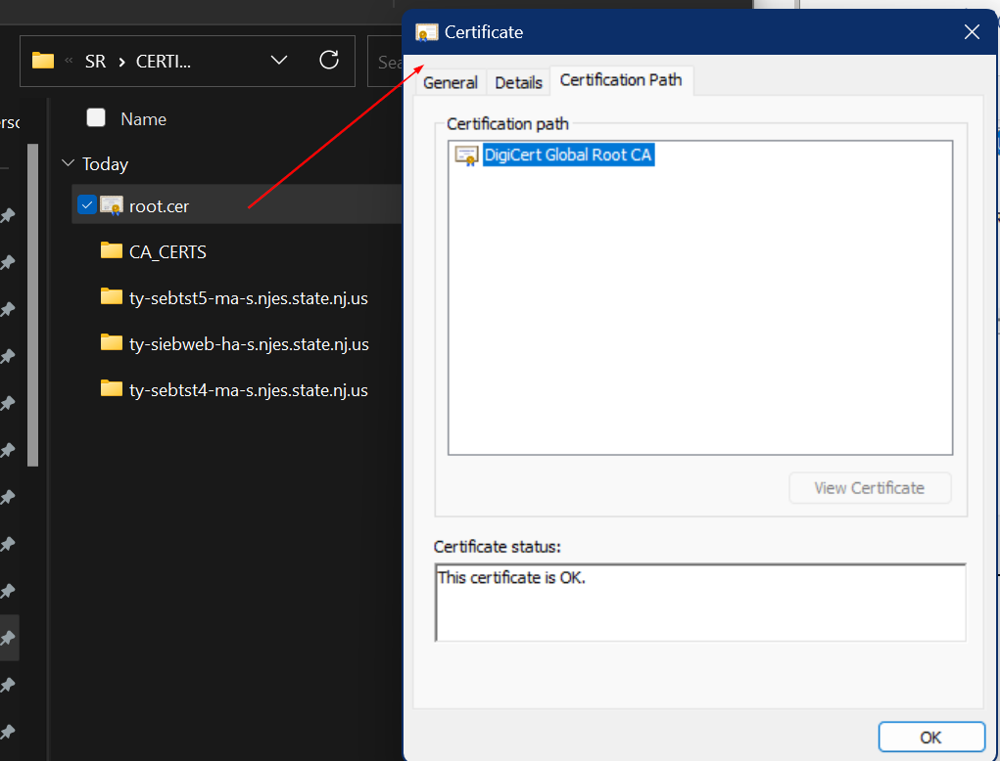 Certificate
SR > CERTI...
Sea
General
Details
Certification Path
Name
Certification path
DigiCert Global Root CA
Today
root.cer
CA_CERTS
ty-sebtst5-ma-s.njes.state.nj.us
ty-siebweb-ha-s.njes.state.nj.us
ty-sebtst4-ma-s.njes.state.nj.us
View Certificate
Certificate status:
This certificate is OK.
OK